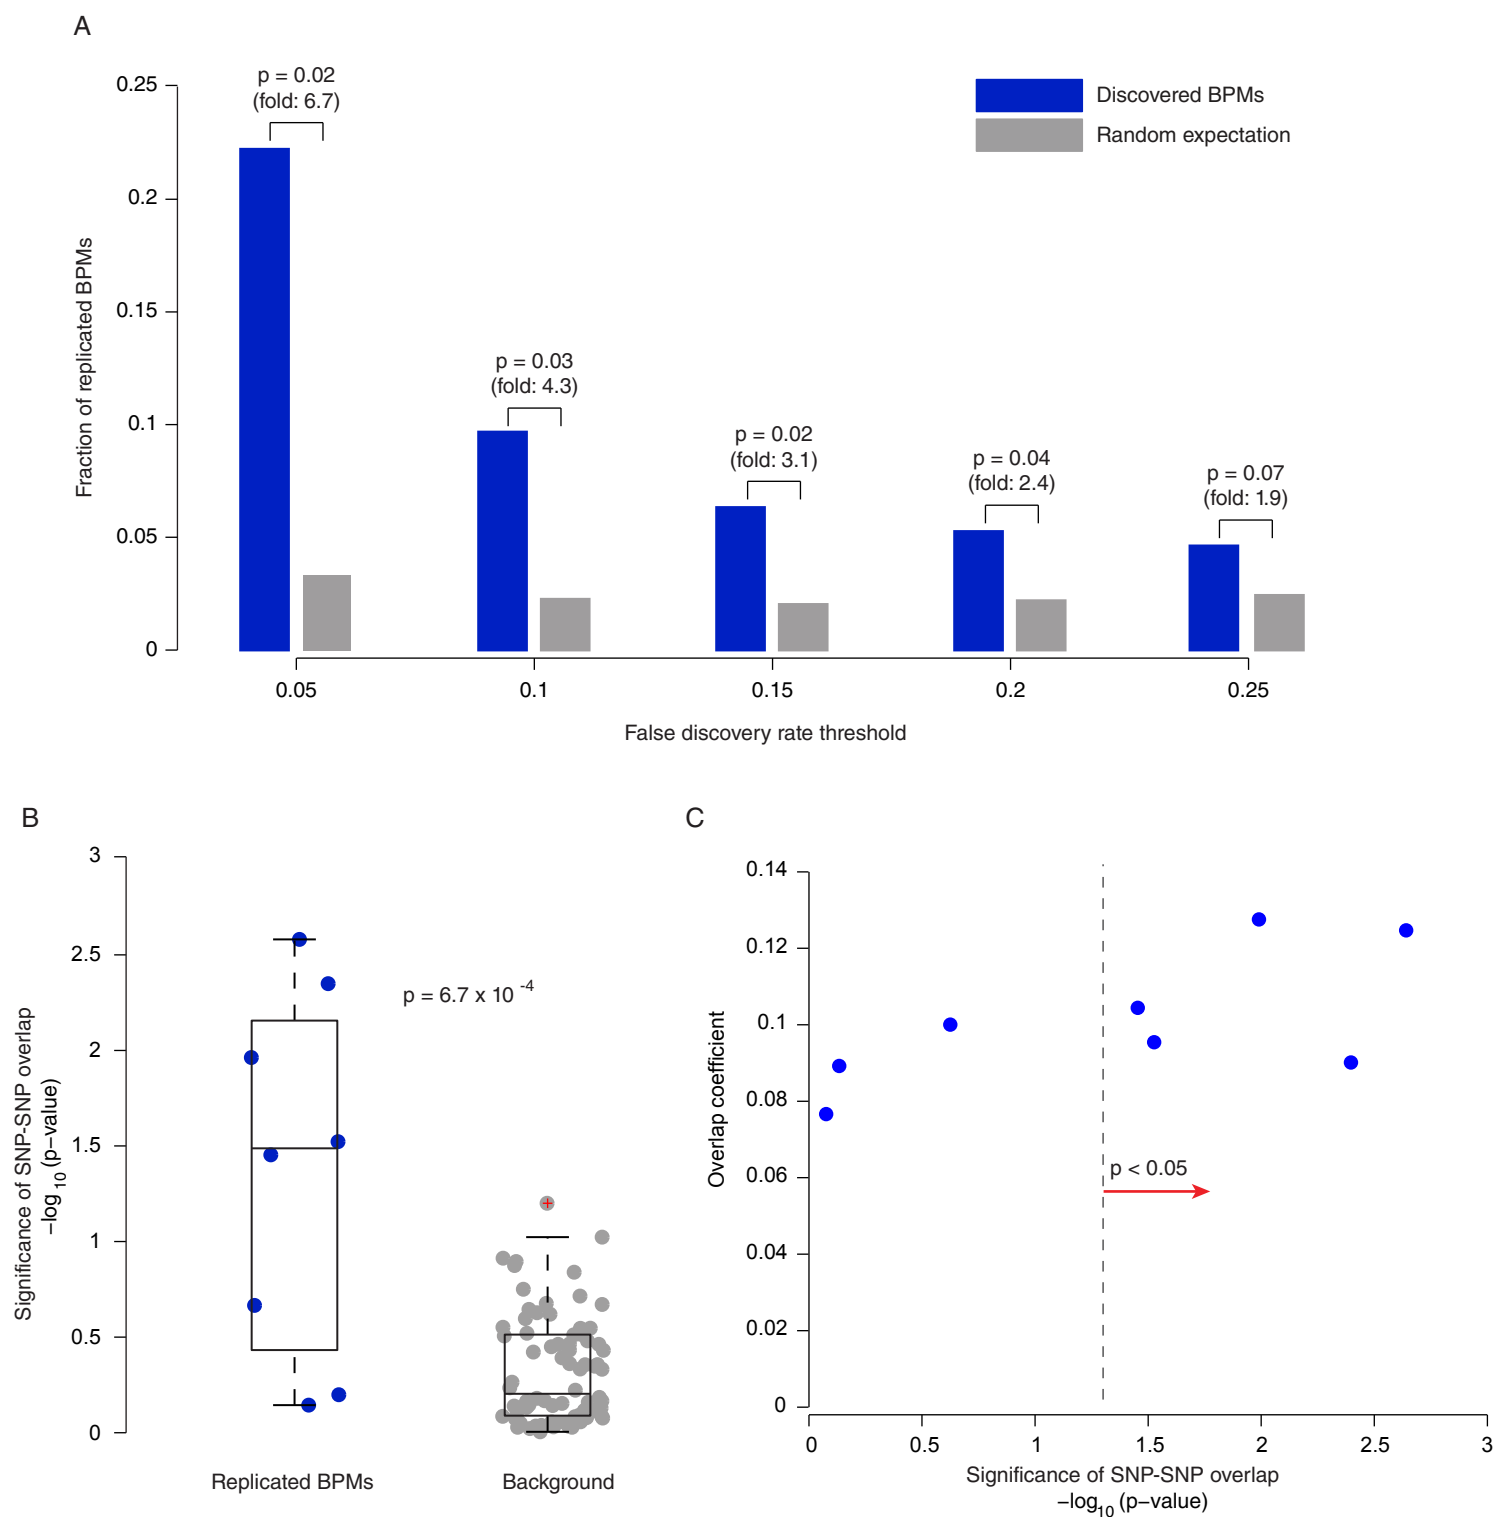 A
p = 0.02
(fold: 6.7)
p = 0.03
(fold: 4.3)
p = 0.02
(fold: 3.1)
p = 0.04
(fold: 2.4)
p = 0.07
(fold: 1.9)
Discovered BPMs
Random expectation
Fraction of replicated BPMs
0.25
0.2
0.15
0.1
0.05
0
0.05 0.1 0.15 0.2 0.25
False discovery rate threshold
B
Significance of SNP-SNP overlap
−log10 (p−value)
3
2.5
2
1.5
1
0.5
0
p = 6.7 x 10 -4
Replicated BPMs Background
C
Overlap coefficient
0.14
0.12
0.1
0.08
0.06
0.04
0.02
0
p < 0.05
0 0.5 1 1.5 2 2.5 3
Significance of SNP-SNP overlap
−log10 (p−value)